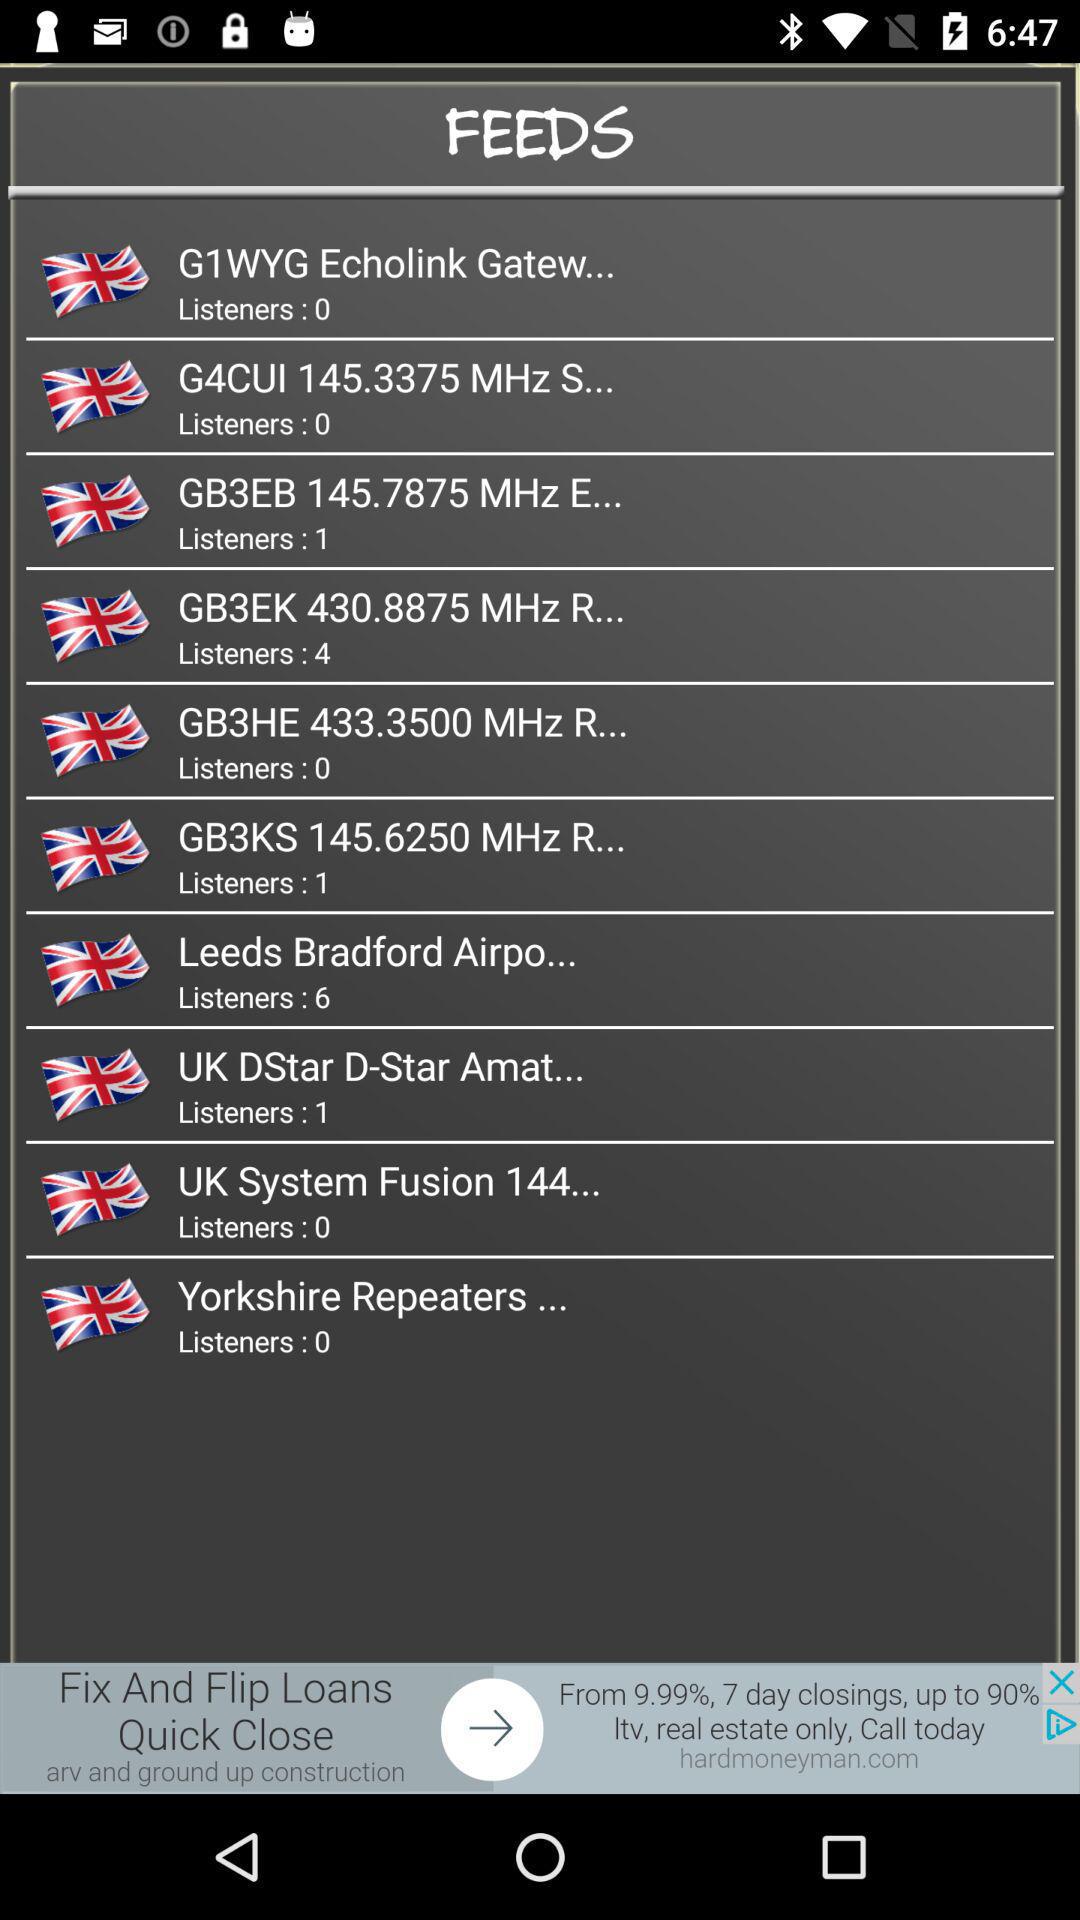 6:47
FEEDS
G1WYG Echolink Gatew...
Listeners : 0
G4CUI 145.3375 MHz S...
Listeners : 0
GB3EB 145.7875 MHz E...
Listeners : 1
GB3EK 430.8875 MHz R...
Listeners : 4
GB3HE 433.3500 MHz R...
Listeners : 0
GB3KS 145.6250 MHz R...
Listeners : 1
Leeds Bradford Airpo...
Listeners : 6
UK DStar D-Star Amat...
Listeners : 1
UK System Fusion 144...
Listeners : 0
Yorkshire Repeaters ...
Listeners : 0
Fix And Flip Loans
Quick Close
arv and ground up construction
From 9.99%, 7 day closings, up to 90%
ltv, real estate only, Call today
hardmoneyman.com